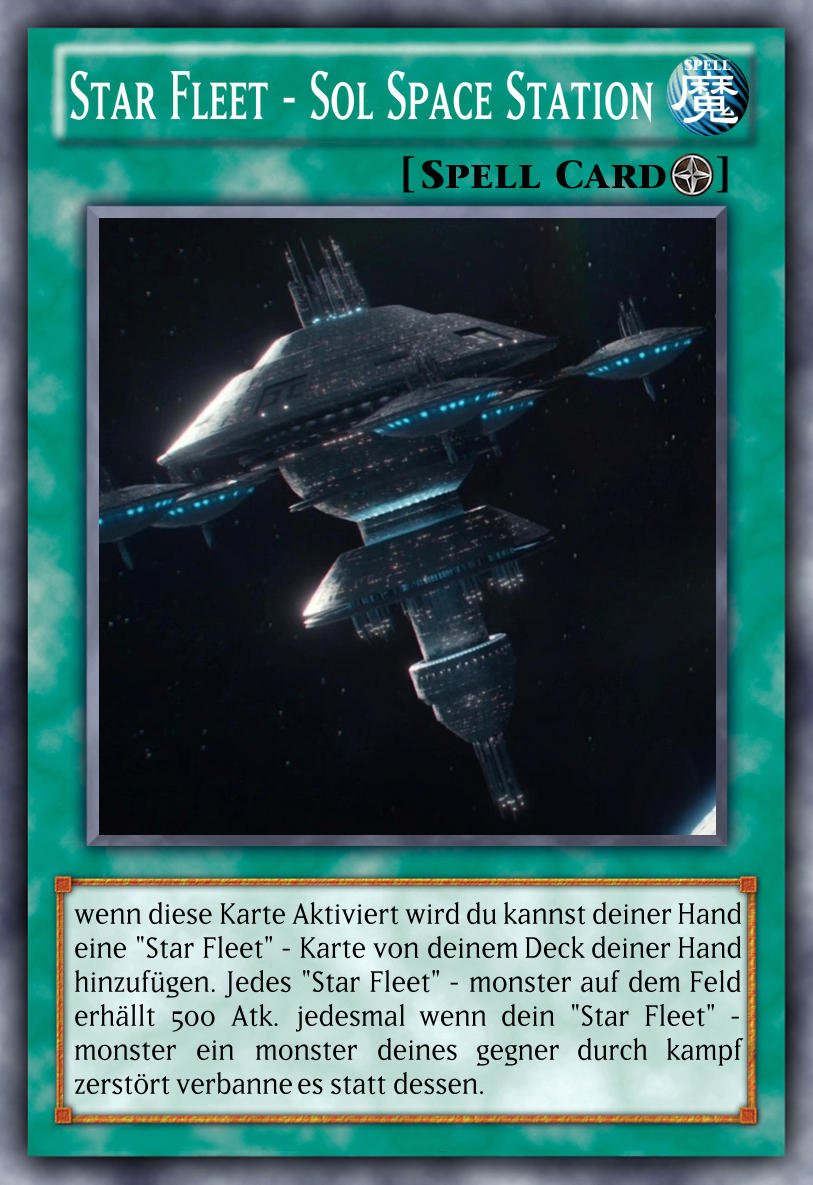 Star Fleet - Sol Space Station
SPELL
魔
[Spell Card]
wenn diese Karte Aktiviert wird du kannst deiner Hand
eine "Star Fleet" - Karte von deinem Deck deiner Hand
hinzufügen. Jedes "Star Fleet" - monster auf dem Feld
erhällt 500 Atk. jedesmal wenn dein "Star Fleet" -
monster ein monster deines gegner durch kampf
zerstört verbanne es statt dessen.